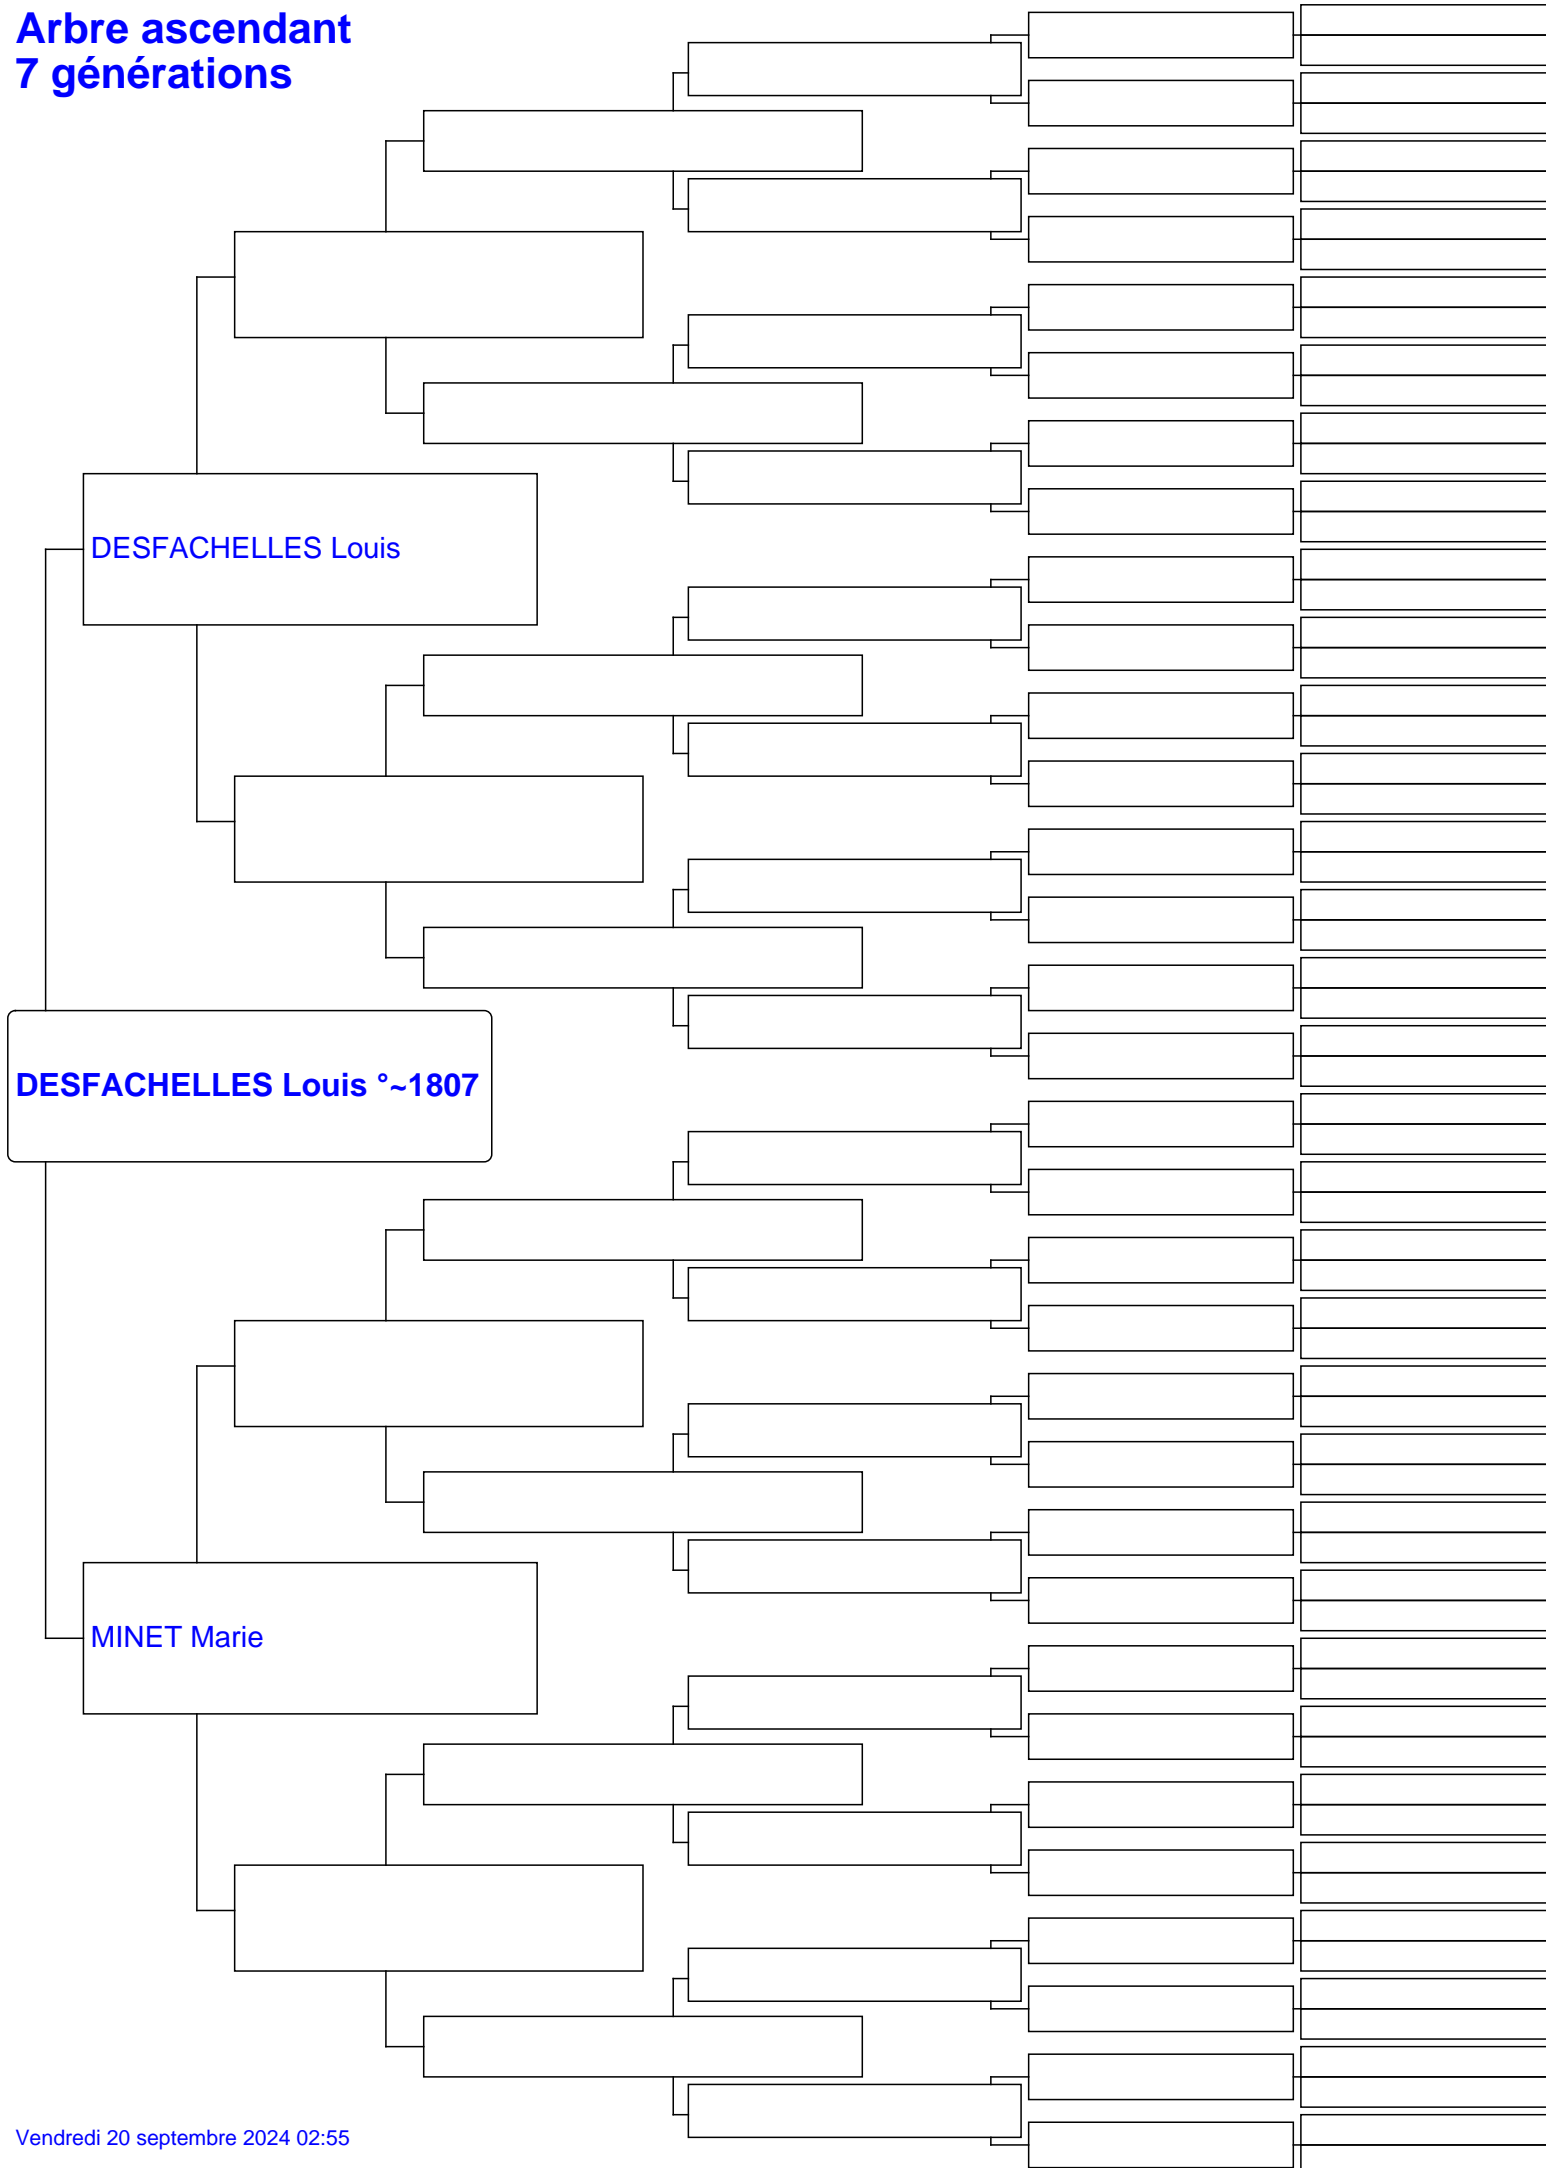 Arbre ascendant
7 générations
DESFACHELLES Louis
DESFACHELLES Louis °~1807
MINET Marie
Vendredi 20 septembre 2024 02:55